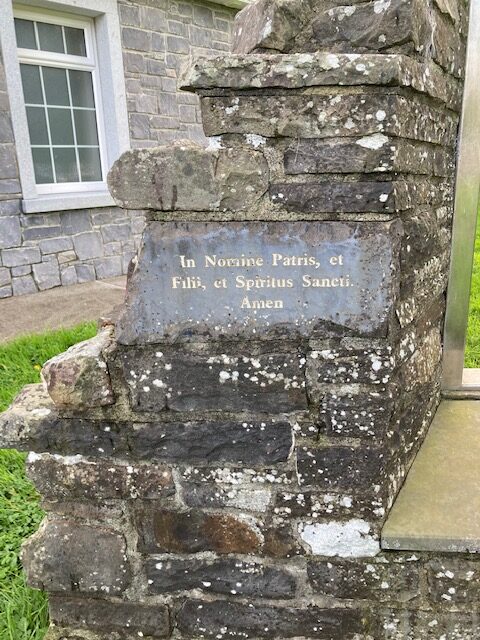 In Nomine Patris, et
Filii, et Spiritus Sancti.
Amen